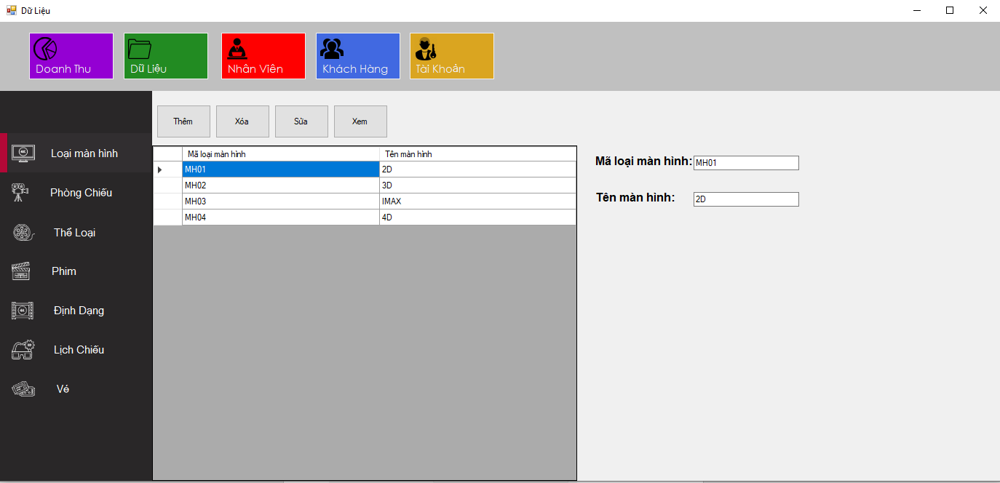 Dữ Liệu
Doanh Thu
Dữ Liệu
Nhân Viên
Khách Hàng
Tài Khoản
Loại màn hình
Phòng Chiếu
Thể Loại
Phim
Định Dạng
Lịch Chiếu
Vé
Thêm
Xóa
Sửa
Xem
Mã loại màn hình Tên màn hình
MH01 2D
MH02 3D
MH03 IMAX
MH04 4D
Mã loại màn hình: MH01
Tên màn hình: 2D